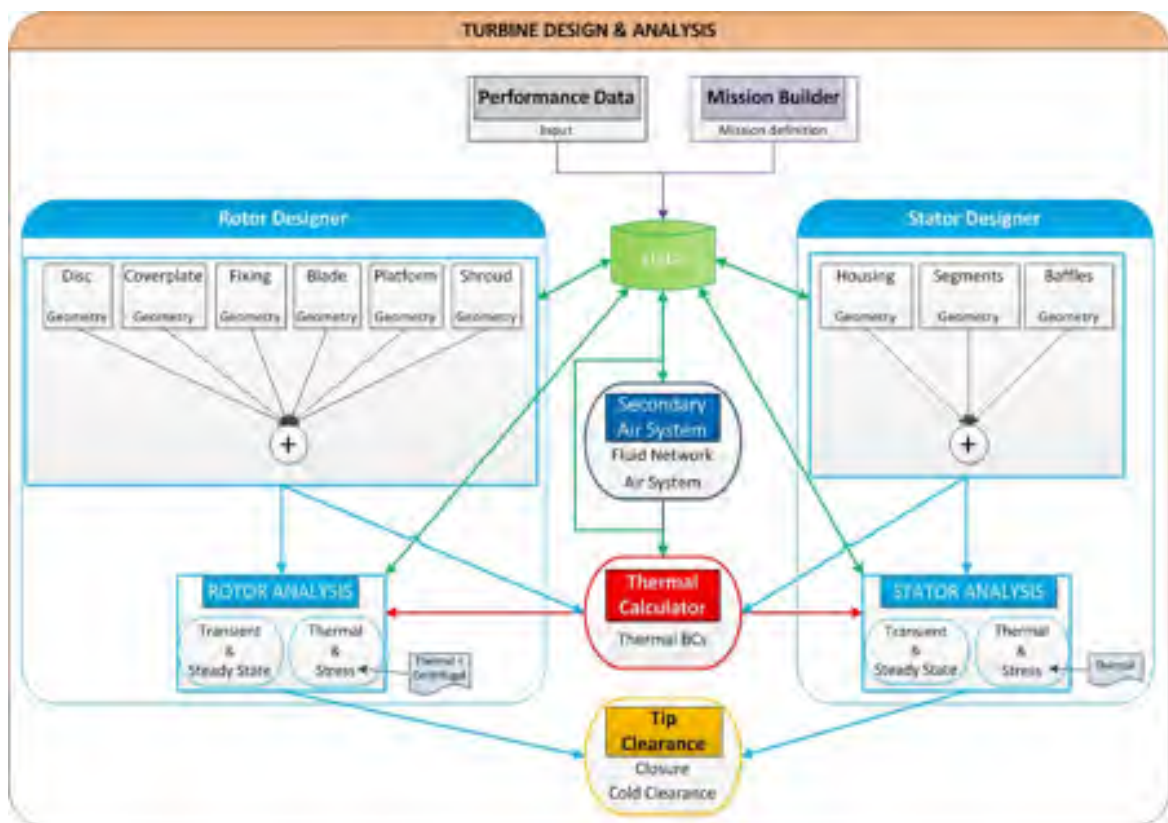 TURBINE DESIGN & ANALYSIS
Performance Data
Input
Mission Builder
Mission definition
Rotor Designer
Disc
Geometry
Coverplate
Geometry
Fixing
Geometry
Blade
Geometry
Platform
Geometry
Shroud
Geometry
+
Stator Designer
Housing
Geometry
Segments
Geometry
Baffles
Geometry
+
Secondary
Air System
Fluid Network
Air System
ROTOR ANALYSIS
Transient
&
Steady State
Thermal
&
Stress
Thermal +
Centrifugal
Thermal
Calculator
Thermal BCs
STATOR ANALYSIS
Transient
&
Steady State
Thermal
&
Stress
Thermal
Tip
Clearance
Closure
Cold Clearance